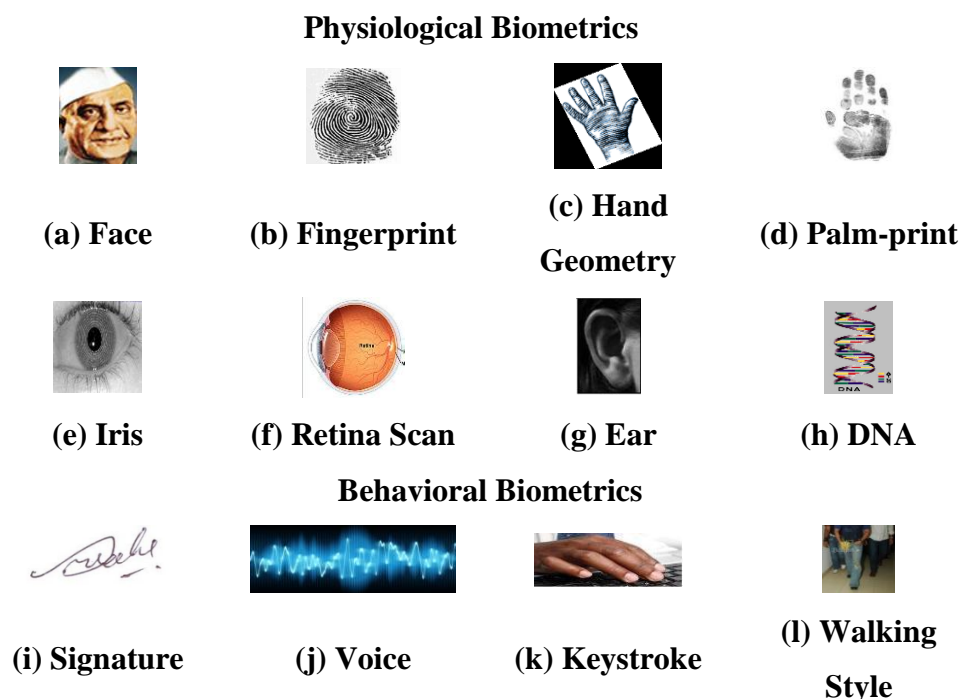 Physiological Biometrics
(a) Face
(b) Fingerprint
(c) Hand
Geometry
(d) Palm-print
Retina
DNA
(e) Iris
(f) Retina Scan
(g) Ear
(h) DNA
Behavioral Biometrics
(i) Signature
(j) Voice
(k) Keystroke
(l) Walking
Style